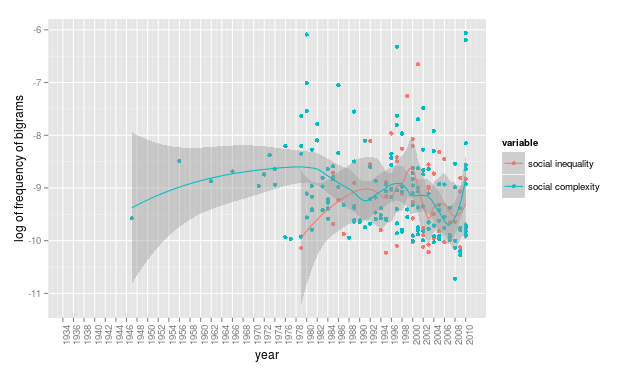 -6
-7
-8
-9
-10
-11
log of frequency of bigrams
1934 1936 1938 1940 1942 1944 1946 1948 1950 1952 1954 1956 1958 1960 1962 1964 1966 1968 1970 1972 1974 1976 1978 1980 1982 1984 1986 1988 1990 1992 1994 1996 1998 2000 2002 2004 2006 2008 2010
year
variable
social inequality
social complexity